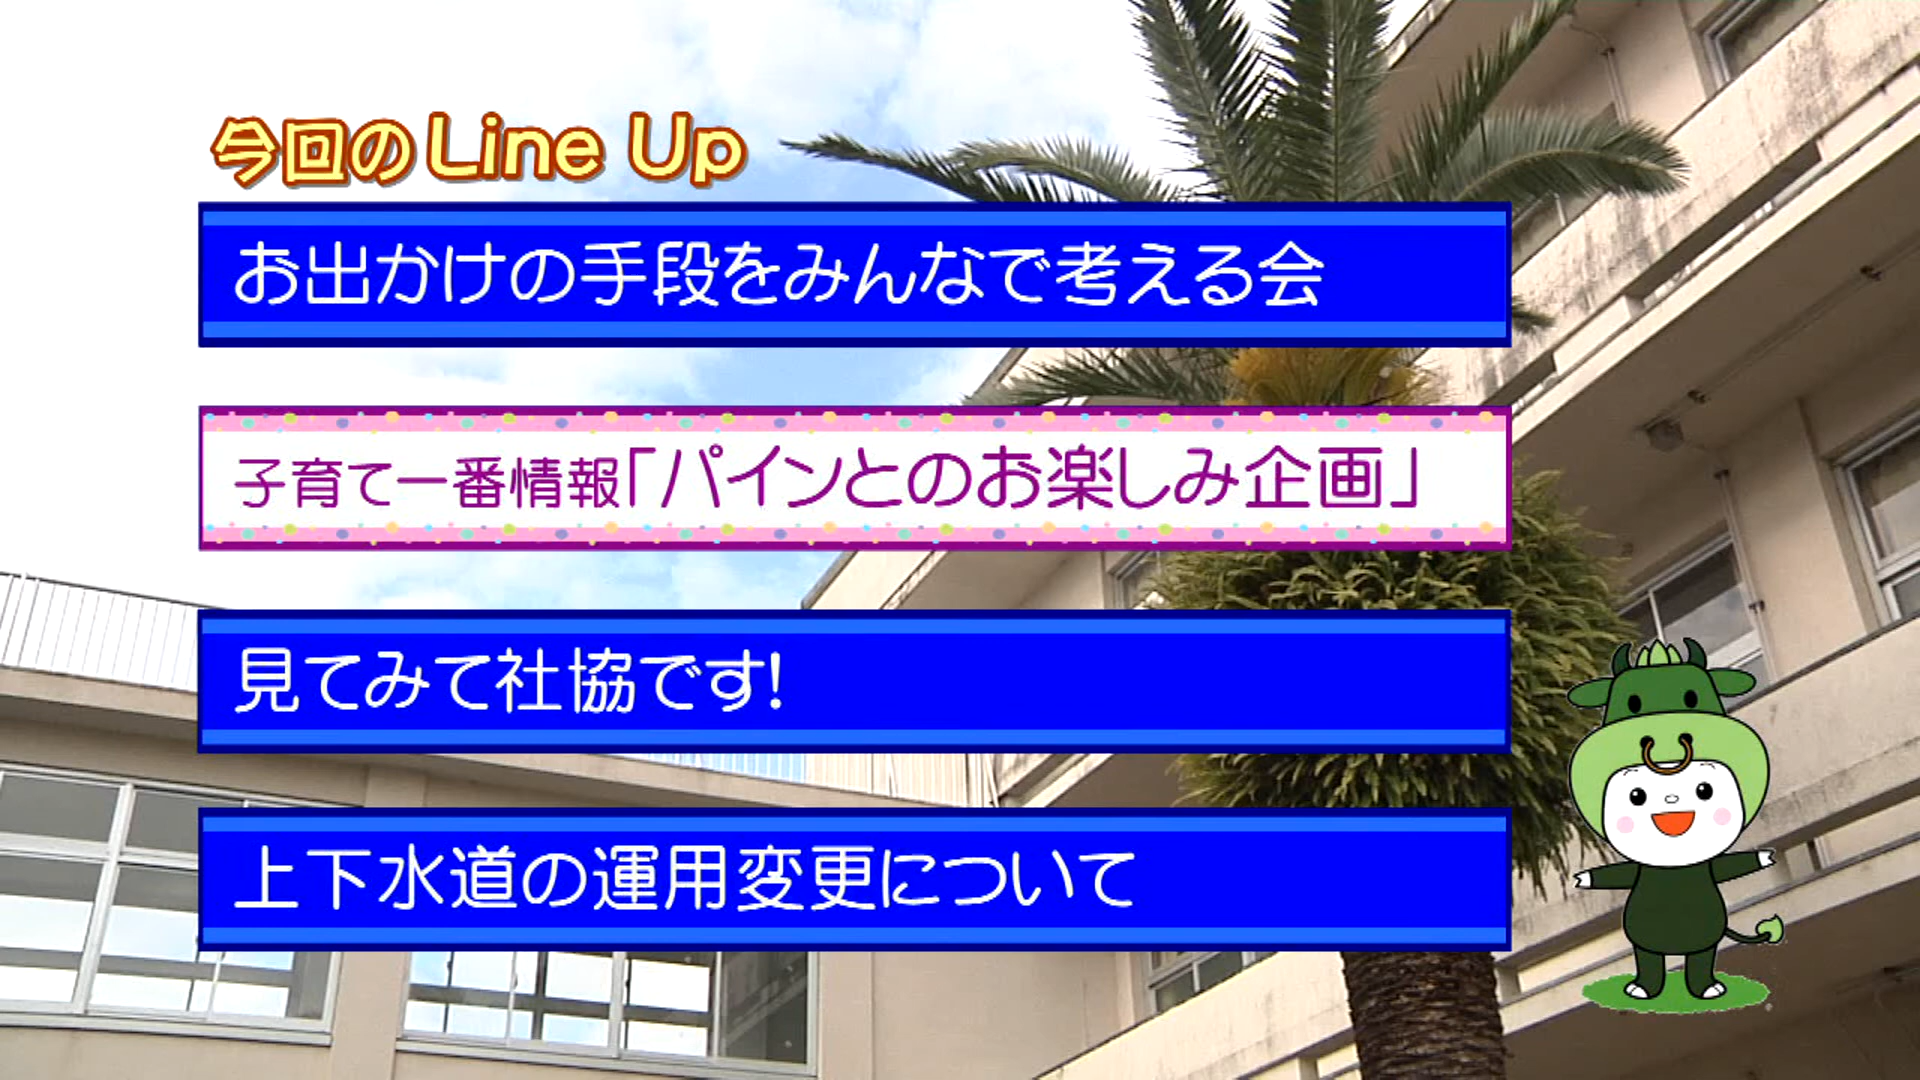 今回のLine Up
お出かけの手段をみんなで考える会
子育て一番情報「パインとのお楽しみ企画」
見てみて社協です!
上下水道の運用変更について